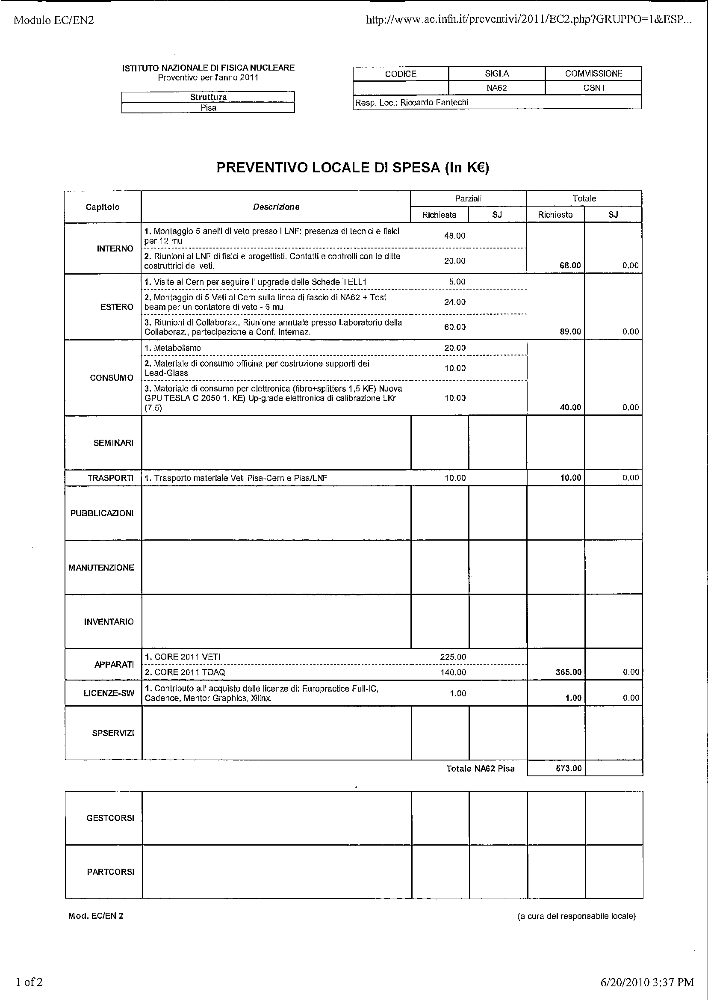 Modulo EC/EN2
http://www.ac.infn.it/preventivi/2011/EC2.php?GRUPPO=1&ESP...
ISTITUTO NAZIONALE DI FISICA NUCLEARE
Preventivo per l'anno 2011
Struttura
Pisa
CODICE SIGLA COMMISSIONE
NA62 CSN I
Resp. Loc.: Riccardo Fantechi
PREVENTIVO LOCALE DI SPESA (In K€)
Capitolo Descrizione Parziali Totale
Richiesta SJ Richieste SJ
INTERNO
1. Montaggio 5 anelli di veto presso i LNF: presenza di tecnici e fisici
per 12 mu 48.00
2. Riunioni ai LNF di fisici e progettisti. Contatti e controlli con le ditte
costruttrici dei veti. 20.00 68.00 0.00
ESTERO
1. Visite al Cern per seguire l' upgrade delle Schede TELL1 5.00
2. Montaggio di 5 Veti al Cern sulla linea di fascio di NA62 + Test
beam per un contatore di veto - 6 mu 24.00
3. Riunioni di Collaboraz., Riunione annuale presso Laboratorio della
Collaboraz., partecipazione a Conf. Internaz. 60.00 89.00 0.00
CONSUMO
1. Metabolismo 20.00
2. Materiale di consumo officina per costruzione supporti dei
Lead-Glass 10.00
3. Materiale di consumo per elettronica (fibre+splitters 1,5 KE) Nuova
GPU TESLA C 2050 1. KE) Up-grade elettronica di calibrazione LKr
(7.5) 10.00 40.00 0.00
SEMINARI
TRASPORTI 1. Trasporto materiale Veti Pisa-Cern e Pisa/LNF 10.00 10.00 0.00
PUBBLICAZIONI
MANUTENZIONE
INVENTARIO
APPARATI
1. CORE 2011 VETI 225.00
2. CORE 2011 TDAQ 140.00 365.00 0.00
LICENZE-SW
1. Contributo all' acquisto delle licenze di: Europractice Full-IC,
Cadence, Mentor Graphics, Xilinx. 1.00 1.00 0.00
SPSERVIZI
Totale NA62 Pisa 573.00
GESTCORSI
PARTCORSI
Mod. EC/EN 2
(a cura del responsabile locale)
1 of 2
6/20/2010 3:37 PM